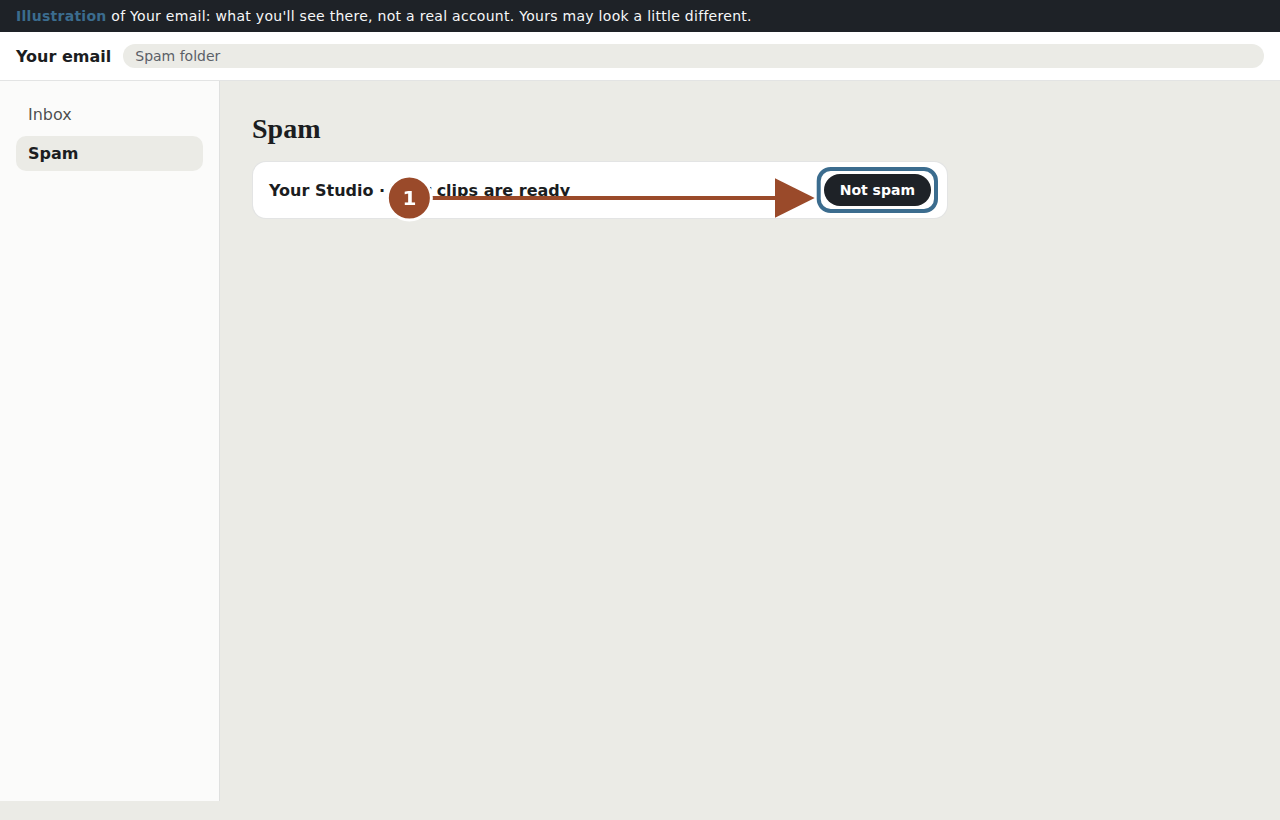 Illustration of Your email: what you'll see there, not a real account. Yours may look a little different.
Your email
Spam folder
Inbox
Spam
Spam
Your Studio · clips are ready
1
Not spam